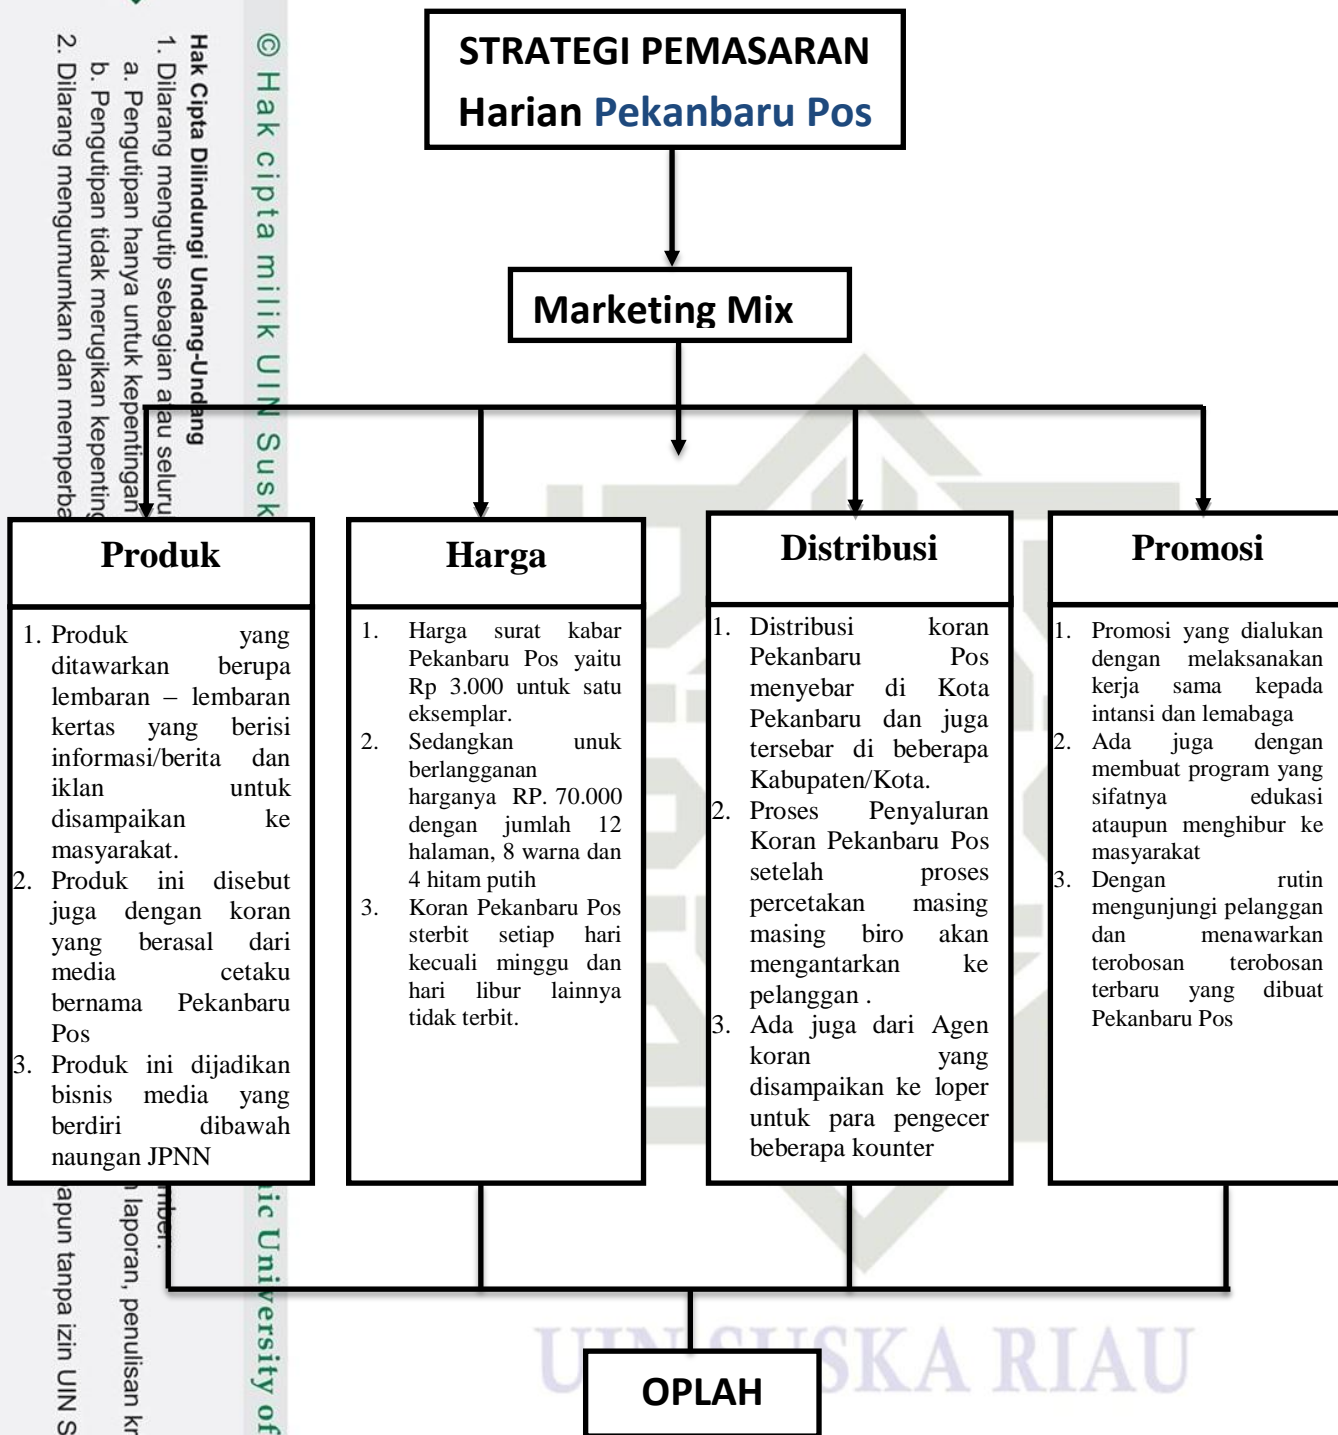 STRATEGI PEMASARAN
Harian Pekanbaru Pos
Marketing Mix
Produk
1. Produk yang
ditawarkan berupa
lembaran – lembaran
kertas yang berisi
informasi/berita dan
iklan untuk
disampaikan ke
masyarakat.
2. Produk ini disebut
juga dengan koran
yang berasal dari
media cetaku
bernama Pekanbaru
Pos
3. Produk ini dijadikan
bisnis media yang
berdiri dibawah
naungan JPNN
Harga
1. Harga surat kabar
Pekanbaru Pos yaitu
Rp 3.000 untuk satu
eksemplar.
2. Sedangkan unuk
berlangganan
harganya RP. 70.000
dengan jumlah 12
halaman, 8 warna dan
4 hitam putih
3. Koran Pekanbaru Pos
sterbit setiap hari
kecuali minggu dan
hari libur lainnya
tidak terbit.
Distribusi
1. Distribusi koran
Pekanbaru Pos
menyebar di Kota
Pekanbaru dan juga
tersebar di beberapa
Kabupaten/Kota.
2. Proses Penyaluran
Koran Pekanbaru Pos
setelah proses
percetakan masing
masing biro akan
mengantarkan ke
pelanggan .
3. Ada juga dari Agen
koran yang
disampaikan ke loper
untuk para pengecer
beberapa kounter
Promosi
1. Promosi yang dialukan
dengan melaksanakan
kerja sama kepada
intansi dan lemabaga
2. Ada juga dengan
membuat program yang
sifatnya edukasi
ataupun menghibur ke
masyarakat
3. Dengan rutin
mengunjungi pelanggan
dan menawarkan
terobosan terobosan
terbaru yang dibuat
Pekanbaru Pos
OPLAH
UIN SUSKA RIAU
© Hak cipta milik UIN Susk
University of
Hak Cipta Dilindungi Undang-Undang
1. Dilarang mengutip sebagian atau seluru
a. Pengutipan hanya untuk kepentingan
laporan, penulisan kr
b. Pengutipan tidak merugikan kepenting
2. Dilarang mengumumkan dan memperba
apun tanpa izin UIN S